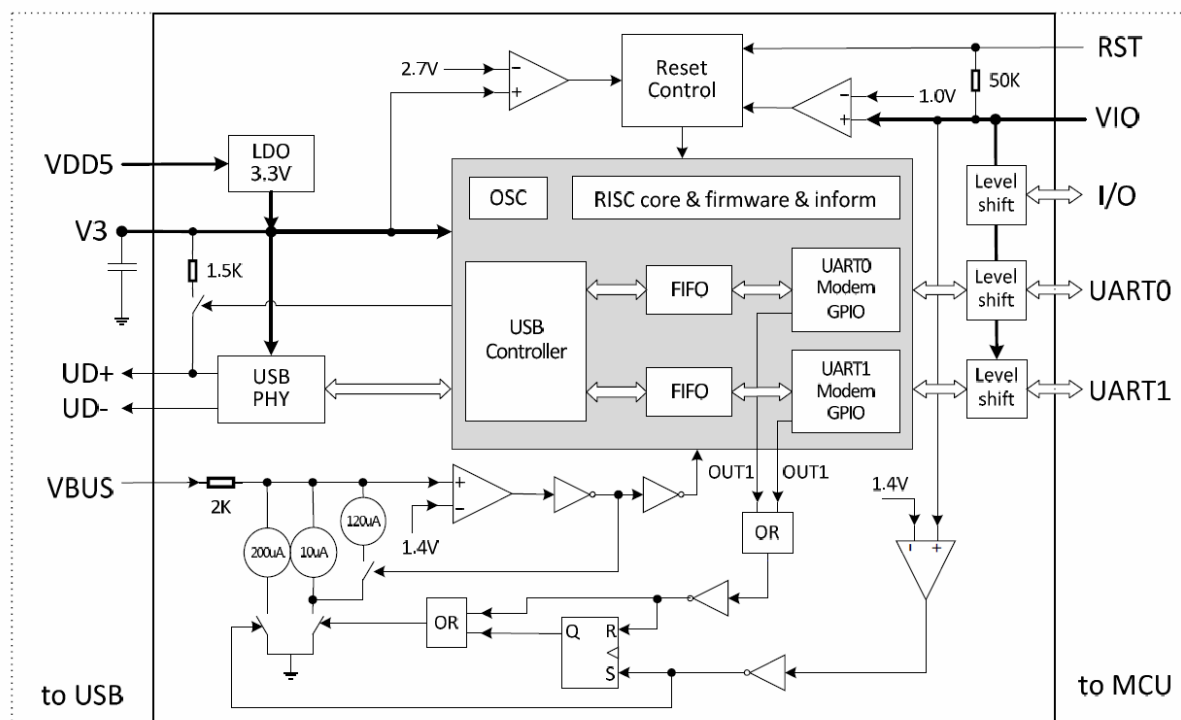 RST
2.7V
Reset
Control
50K
1.0V
VIO
VDD5
LDO
3.3V
OSC
RISC core & firmware & inform
Level
shift
I/O
V3
1.5K
USB
Controller
FIFO
UART0
Modem
GPIO
Level
shift
UART0
UD+
UD-
USB
PHY
FIFO
UART1
Modem
GPIO
Level
shift
UART1
OUT1
OUT1
VBUS
2K
120uA
1.4V
1.4V
200uA
10uA
OR
OR
Q
R
S
to USB
to MCU